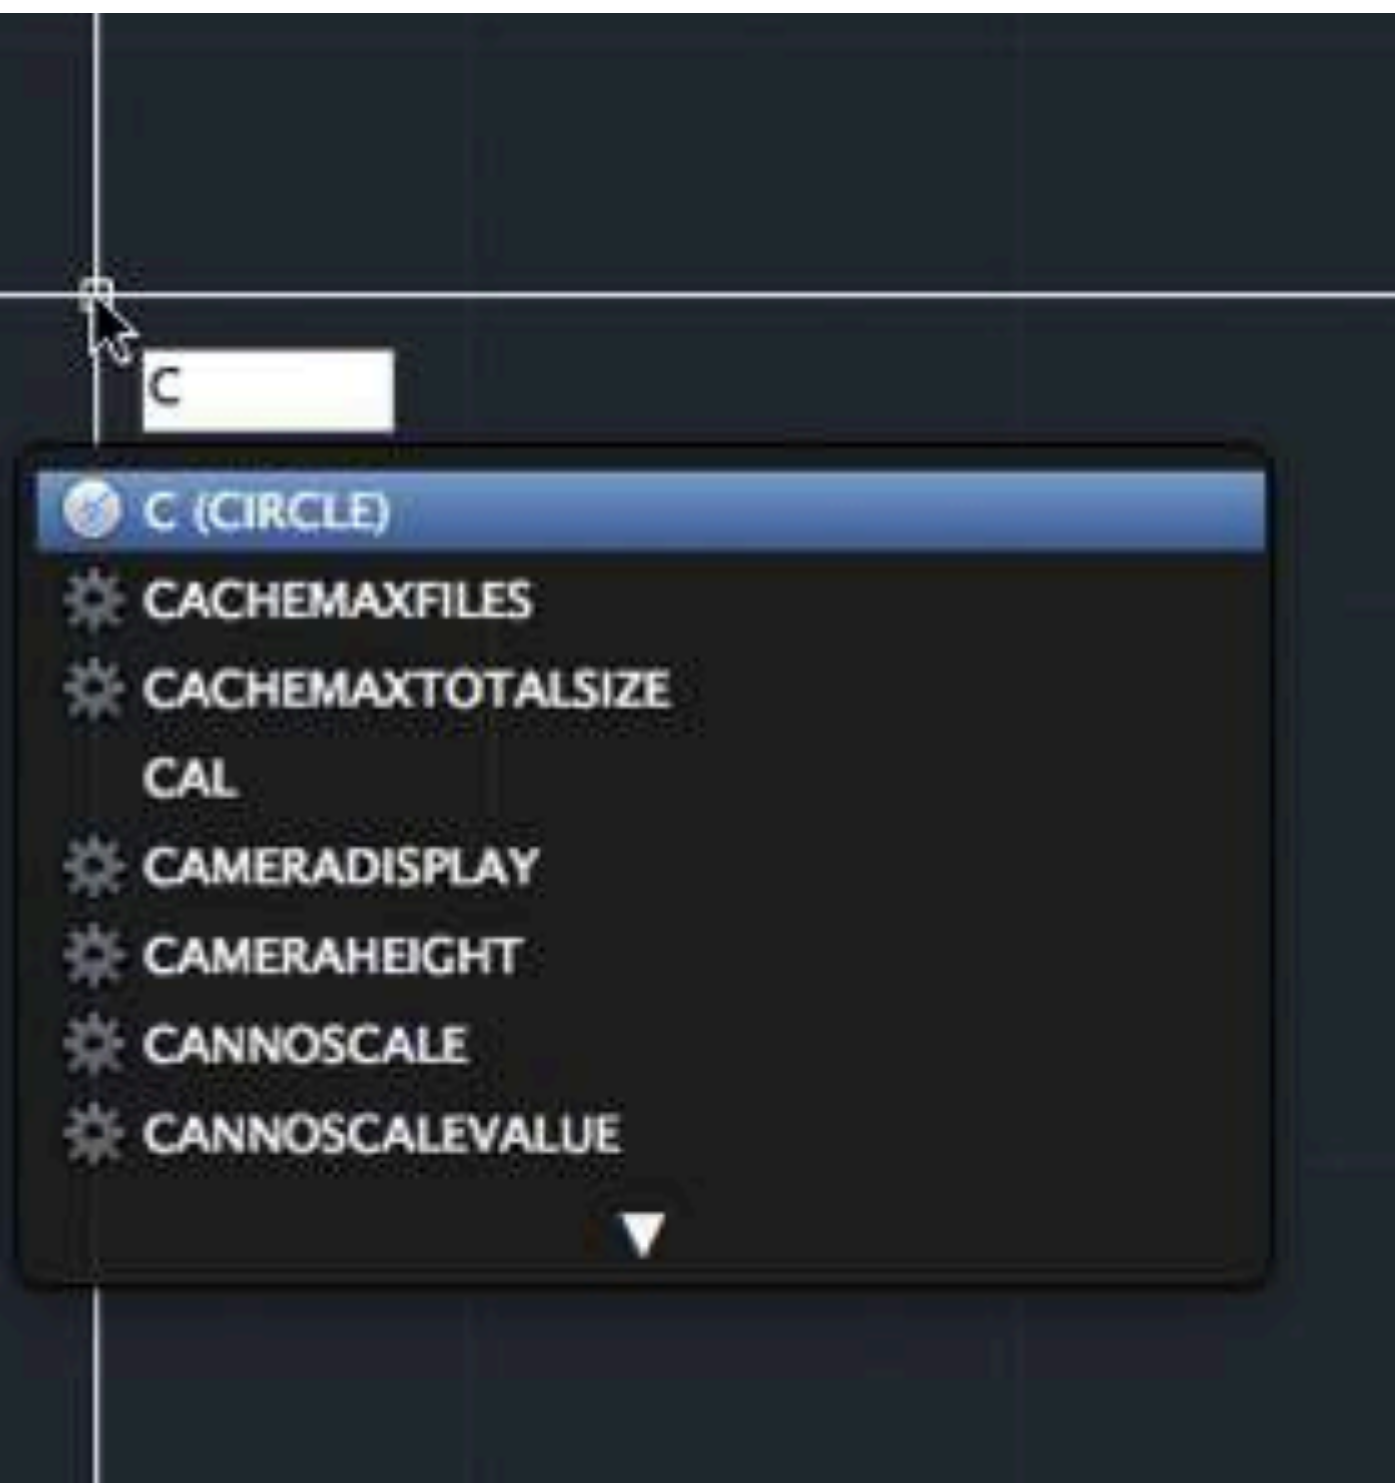 C
C (CIRCLE)
CACHEMAXFILES
CACHEMAXTOTALSIZE
CAL
CAMERADISPLAY
CAMERAHEIGHT
CANNOSCALE
CANNOSCALEVALUE